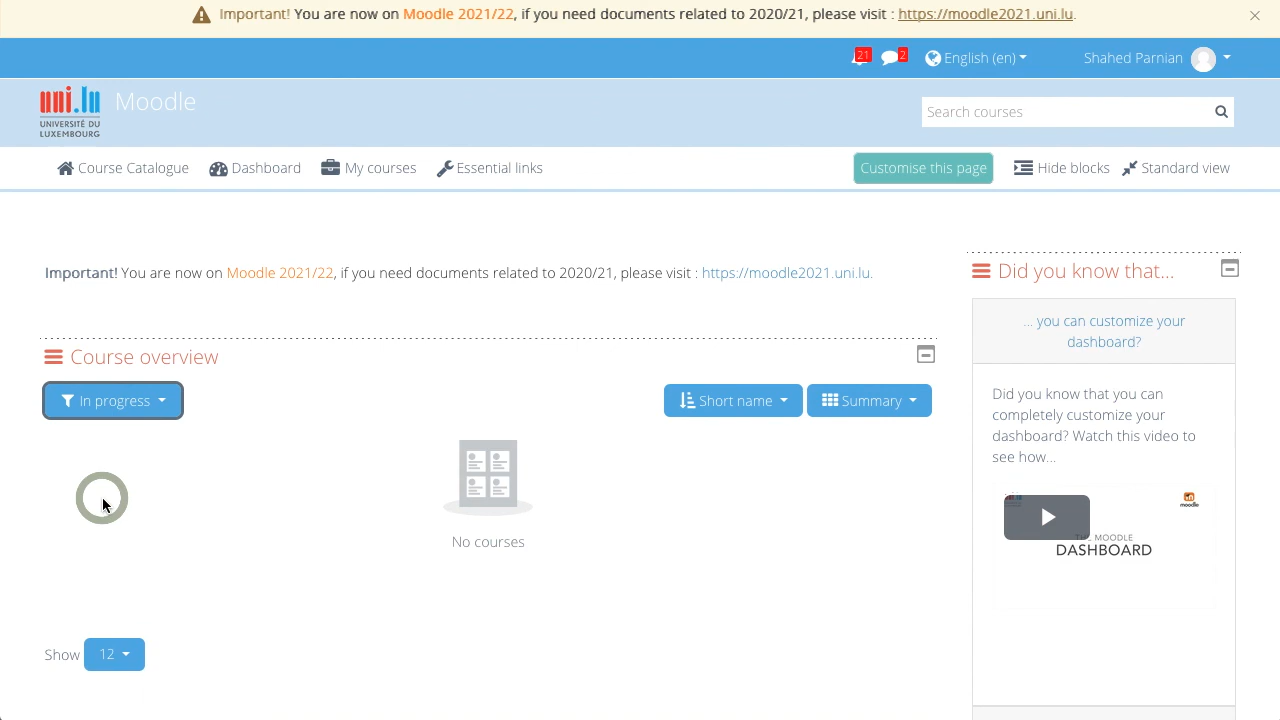 Important! You are now on Moodle 2021/22, if you need documents related to 2020/21, please visit : https://moodle2021.uni.lu.
21
2
English (en)
Shahed Parnian
uni.lu
UNIVERSITÉ DU
LUXEMBOURG
Moodle
Search courses
Course Catalogue
Dashboard
My courses
Essential links
Customise this page
Hide blocks
Standard view
Important! You are now on Moodle 2021/22, if you need documents related to 2020/21, please visit : https://moodle2021.uni.lu.
Course overview
In progress
Short name
Summary
No courses
Show 12
Did you know that...
... you can customize your
dashboard?
Did you know that you can
completely customize your
dashboard? Watch this video to
see how...
moodle
MOODLE
DASHBOARD